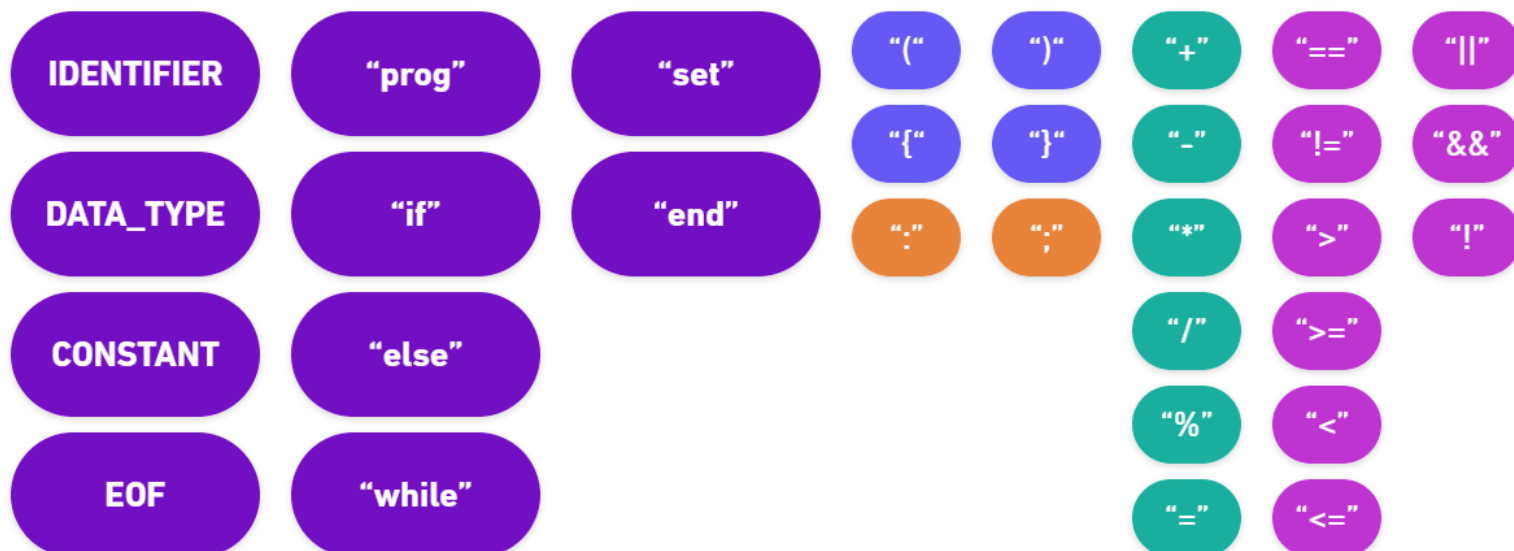 IDENTIFIER “prog” “set” “(“ “)“ “+” “==” “||”
“{“ “}“ “-” “!=” “&&”
DATA_TYPE “if” “end” “:” “;” “*” “>” “!”
CONSTANT “else” “/” “>=”
“%” “<”
EOF “while” “=” “<=”